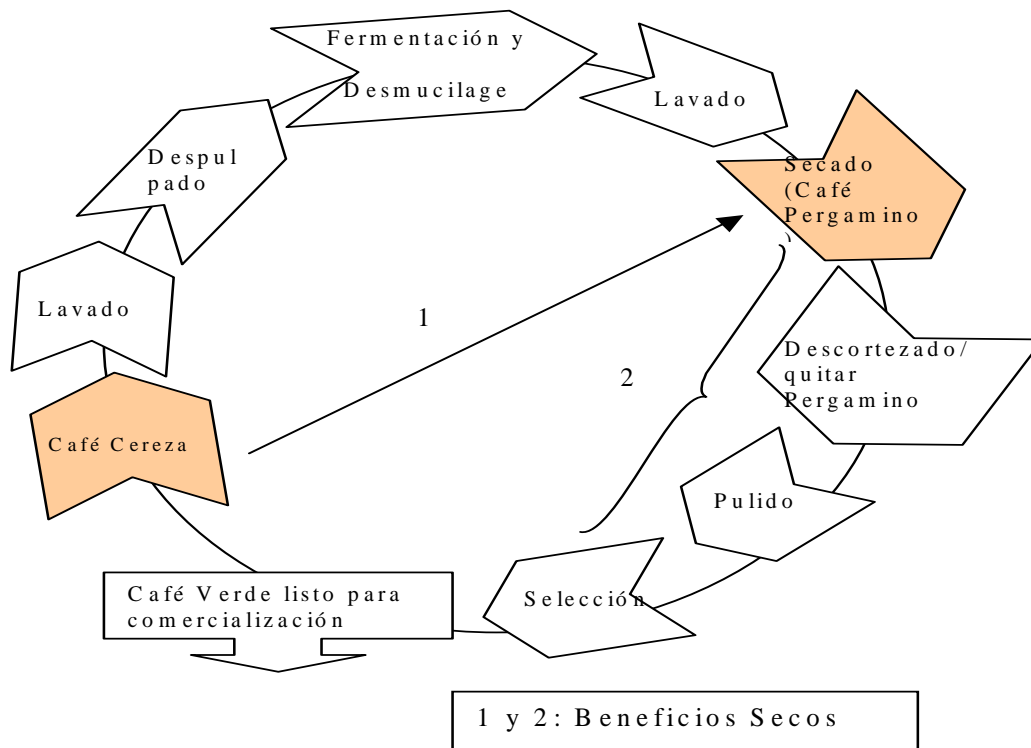 Fermentación y
Desmucilage
Lavado
Despul
pado
Secado
(Café
Pergamino
)
Lavado
1
Descortezado/
quitar
Pergamino
2
Café Cereza
Pulido
Café Verde listo para
comercialización
Selección
1 y 2: Beneficios Secos